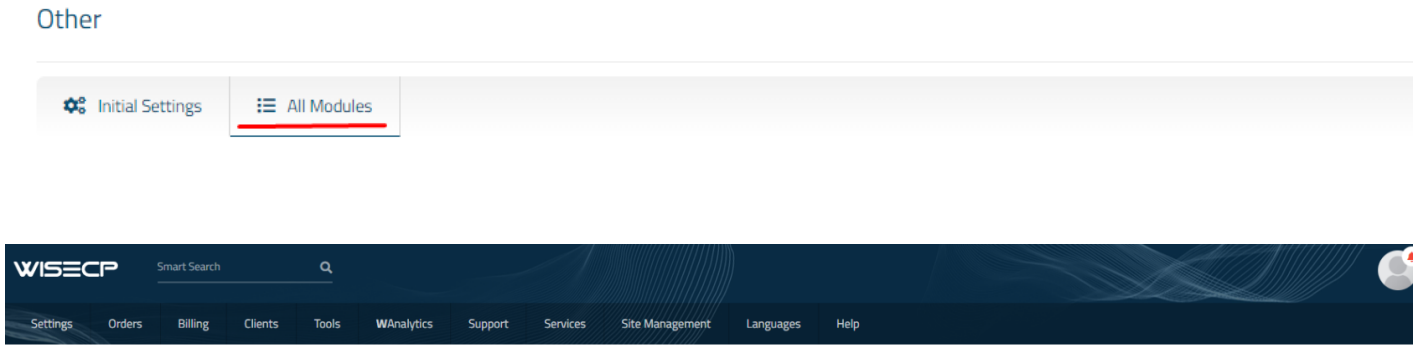 Other
Initial Settings All Modules
WISECP Smart Search
Settings Orders Billing Clients Tools WAnalytics Support Services Site Management Languages Help